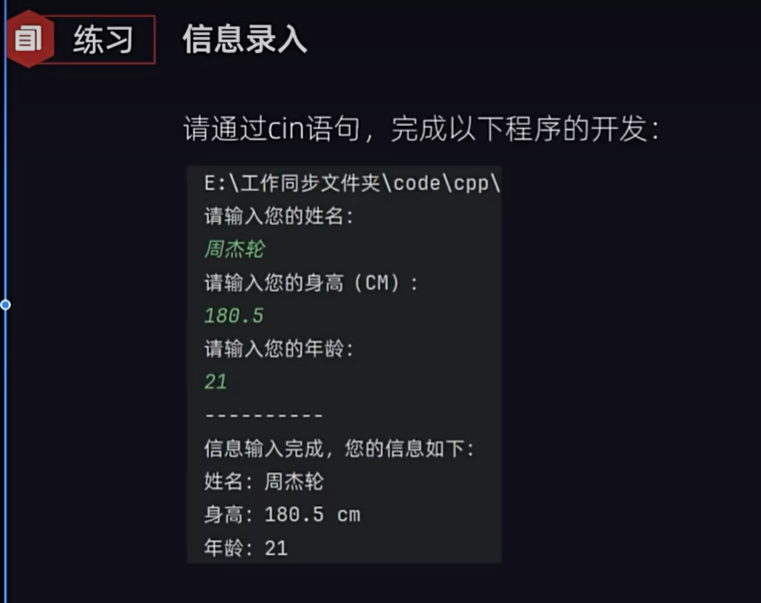 练习 信息录入
请通过cin语句，完成以下程序的开发：
E:\工作同步文件夹\code\cpp\
请输入您的姓名：
周杰轮
请输入您的身高（CM）：
180.5
请输入您的年龄：
21
----------
信息输入完成，您的信息如下：
姓名：周杰轮
身高：180.5 cm
年龄：21